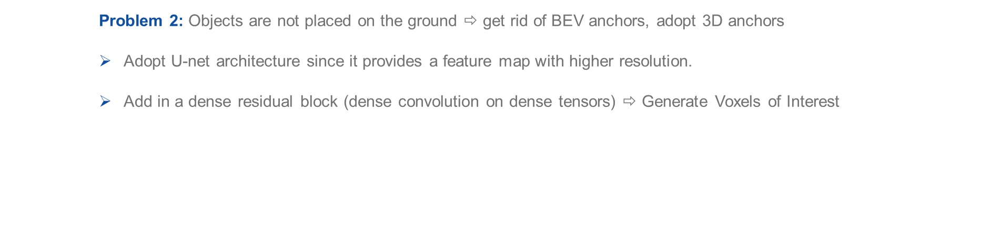 Problem 2: Objects are not placed on the ground ⇨ get rid of BEV anchors, adopt 3D anchors
➢ Adopt U-net architecture since it provides a feature map with higher resolution.
➢ Add in a dense residual block (dense convolution on dense tensors) ⇨ Generate Voxels of Interest